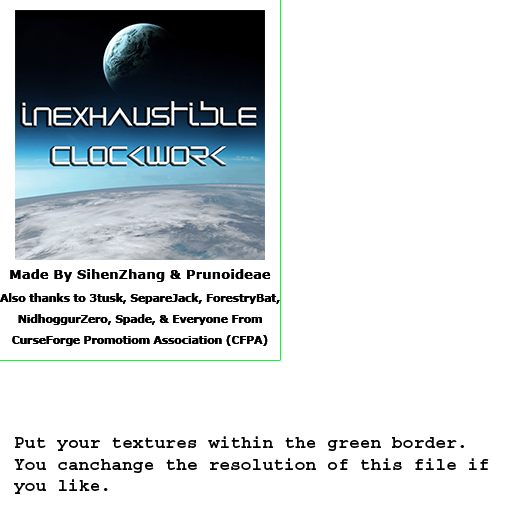 INEXHAUSTIBLE
CLOCKWORK
Made By SihenZhang & Prunoideae
Also thanks to 3tusk, SepareJack, ForestryBat,
NidhoggurZero, Spade, & Everyone From
CurseForge Promotiom Association (CFPA)
Put your textures within the green border.
You canchange the resolution of this file if
you like.